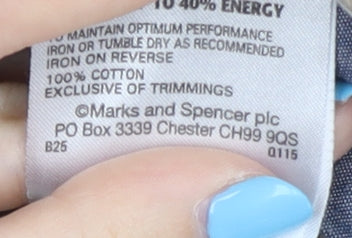 TO 40% ENERGY
TO MAINTAIN OPTIMUM PERFORMANCE
IRON OR TUMBLE DRY AS RECOMMENDED
IRON ON REVERSE
100% COTTON
EXCLUSIVE OF TRIMMINGS
©Marks and Spencer plc
PO Box 3339 Chester CH99 9QS
B25 Q115